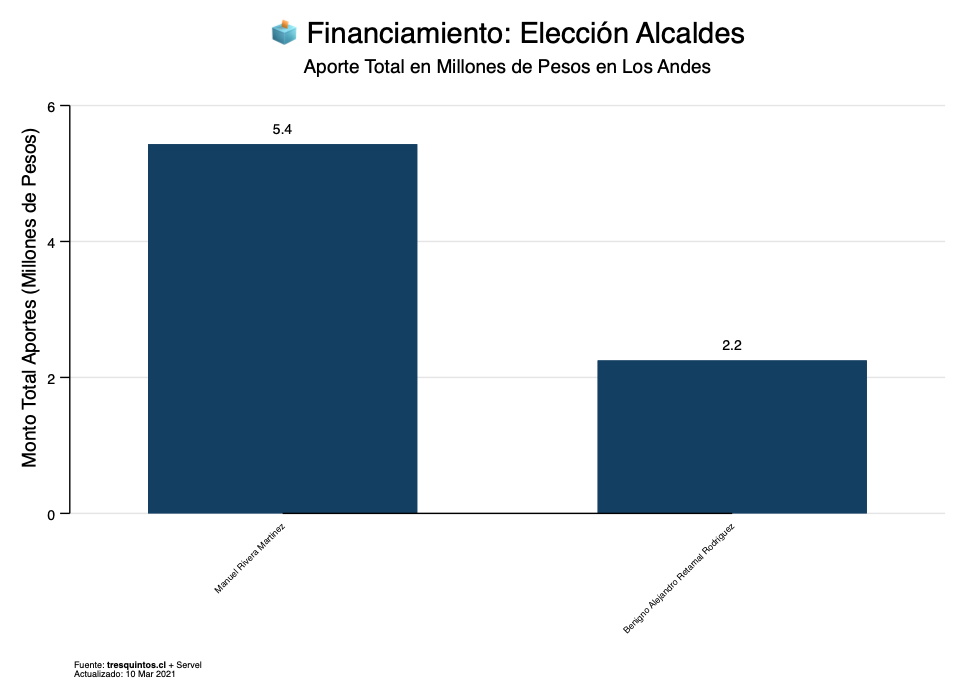 🗳️ Financiamiento: Elección Alcaldes
Aporte Total en Millones de Pesos en Los Andes
Monto Total Aportes (Millones de Pesos)
6
4
2
0
5.4
2.2
Manuel Rivera Martinez
Benigno Alejandro Retamal Rodriguez
Fuente: tresquintos.cl + Servel
Actualizado: 10 Mar 2021